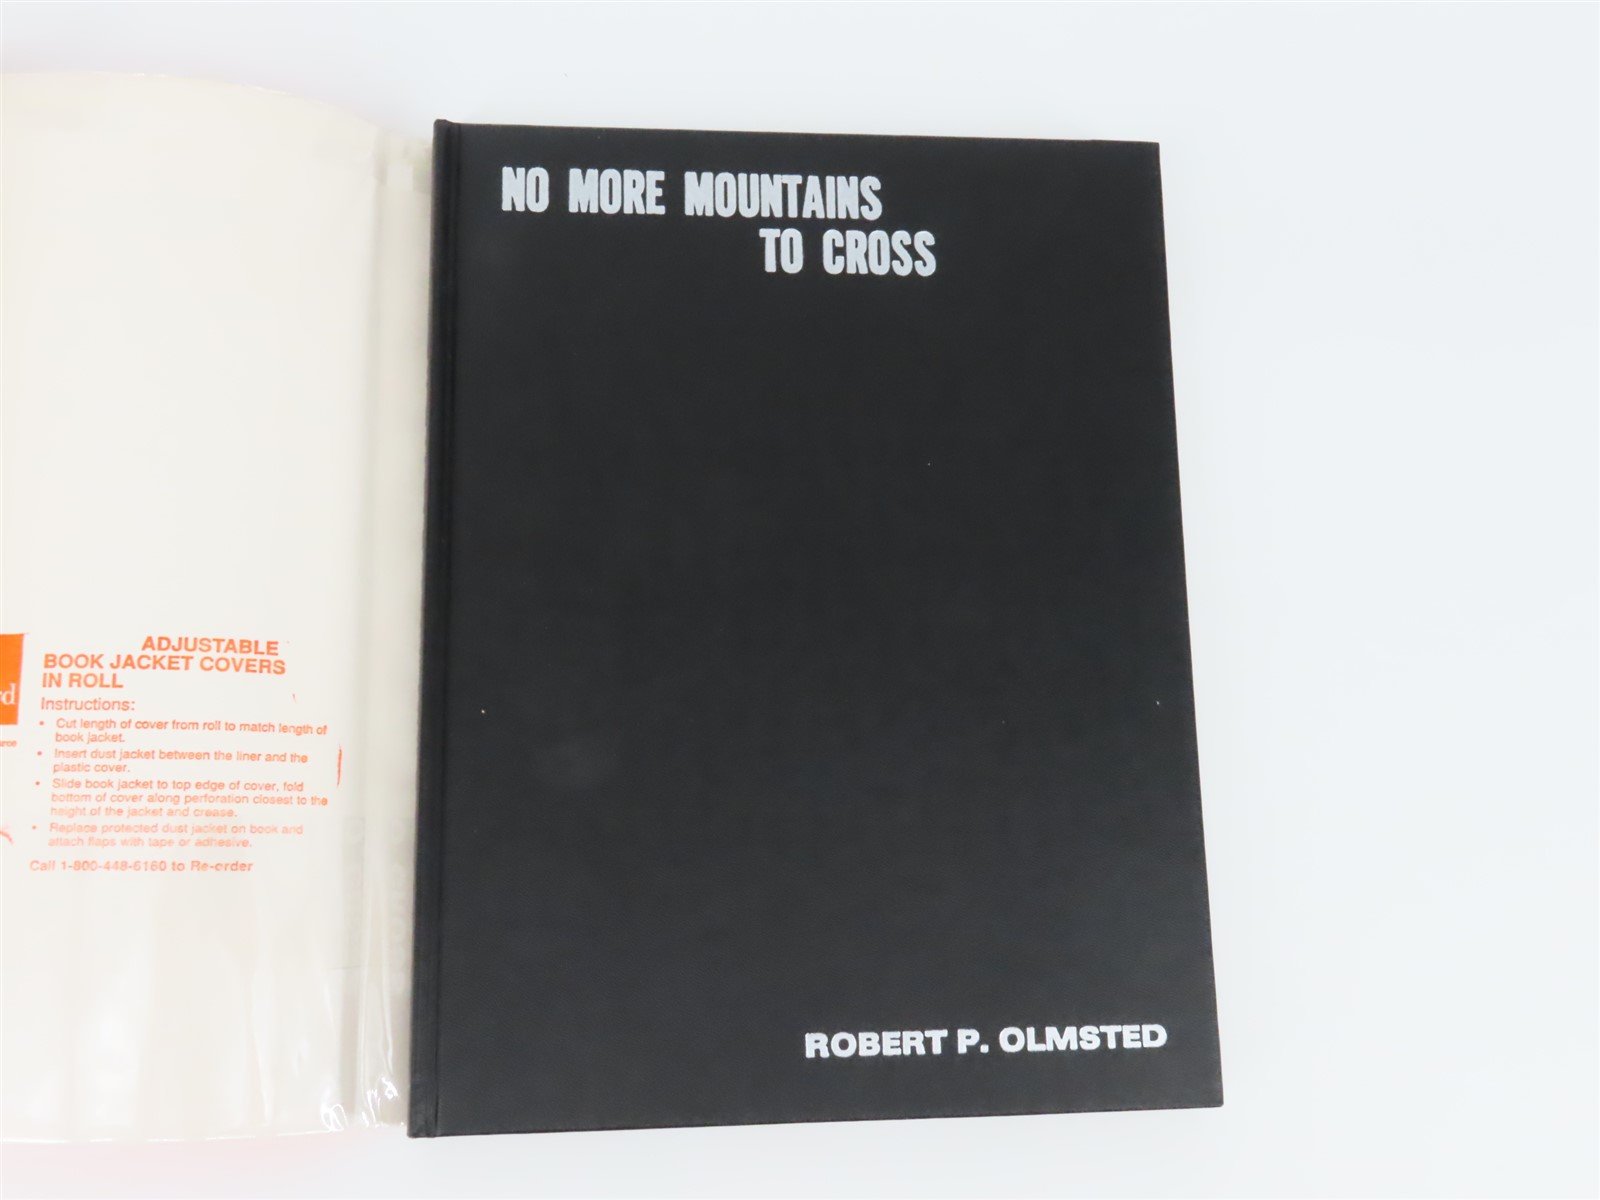 NO MORE MOUNTAINS
TO CROSS
ROBERT P. OLMSTED
ADJUSTABLE
BOOK JACKET COVERS
IN ROLL
Instructions:
• Cut length of cover from roll to match length of
book jacket.
• Insert dust jacket between the liner and the
plastic cover.
• Slide book jacket to top edge of cover, fold
bottom of cover along perforation closest to the
height of the jacket and crease.
• Replace protected dust jacket on book and
attach flaps with tape or adhesive.
Call 1-800-448-6160 to Re-order